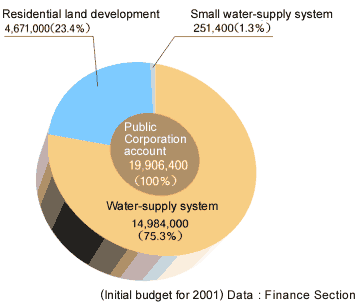 Residential land development
4,671,000(23.4%)
Small water-supply system
251,400(1.3%)
Public
Corporation
account
19,906,400
(100%)
Water-supply system
14,984,000
(75.3%)
(Initial budget for 2001) Data : Finance Section